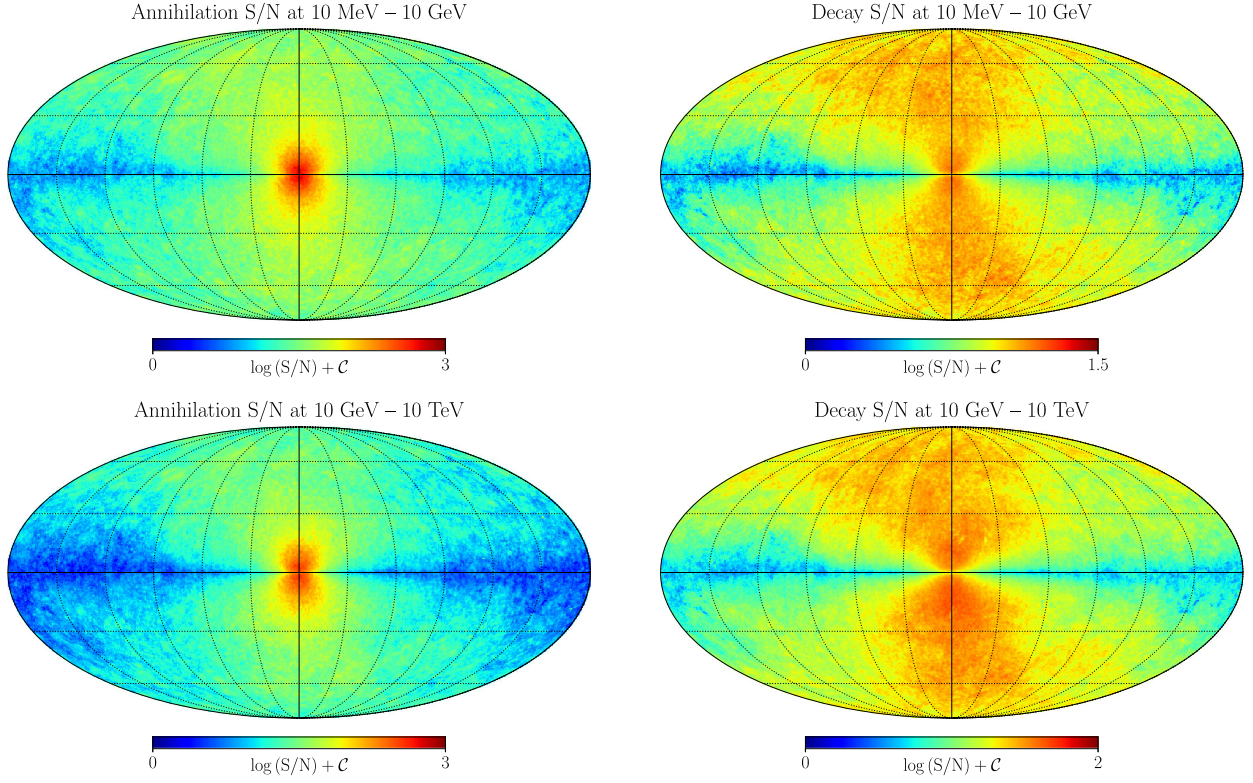 Annihilation S/N at 10 MeV – 10 GeV
0
3
log (S/N) + 𝒞
Decay S/N at 10 MeV – 10 GeV
0
1.5
log (S/N) + 𝒞
Annihilation S/N at 10 GeV – 10 TeV
0
3
log (S/N) + 𝒞
Decay S/N at 10 GeV – 10 TeV
0
2
log (S/N) + 𝒞